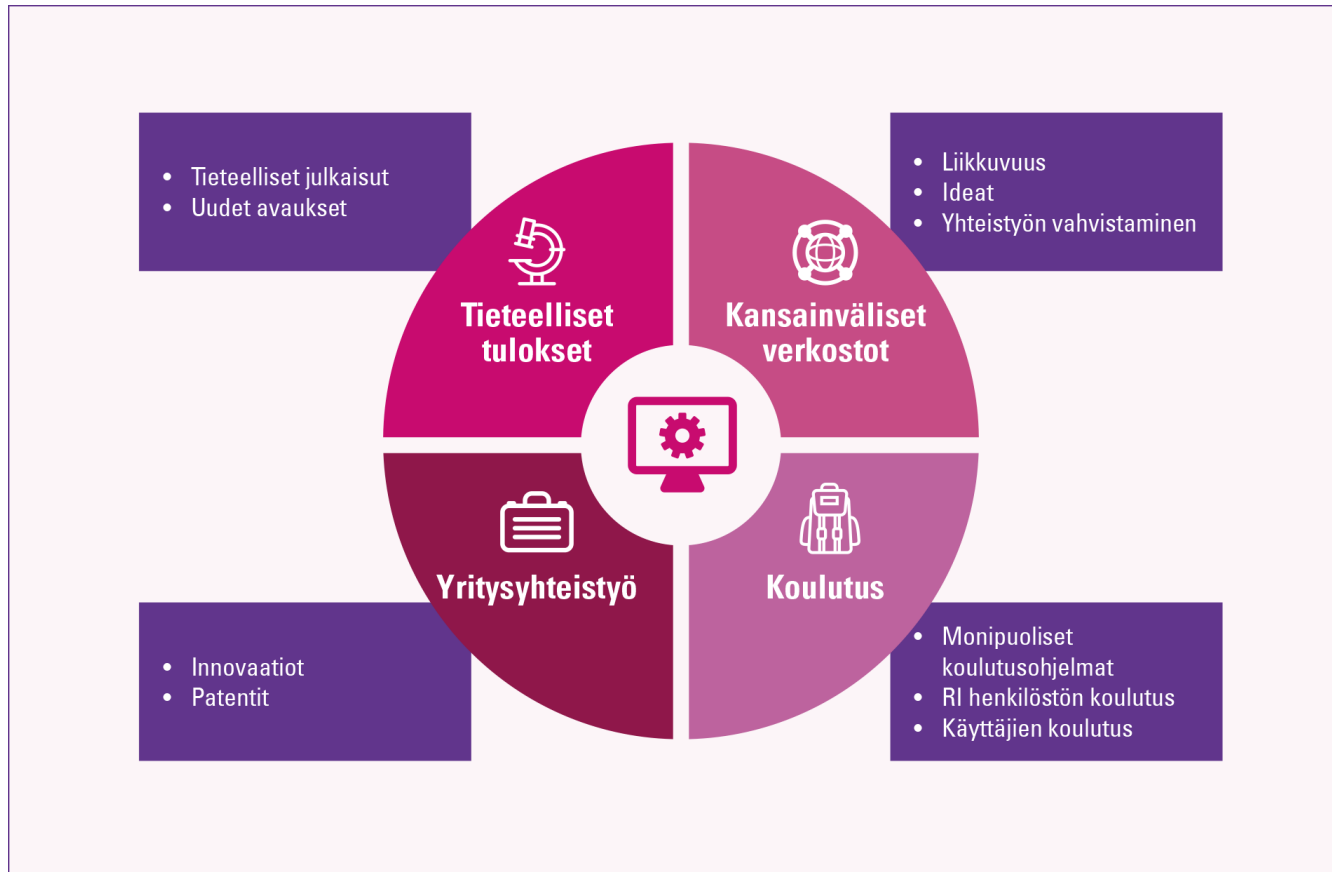 • Tieteelliset julkaisut
• Uudet avaukset
Tieteelliset
tulokset
Kansainväliset
verkostot
• Liikkuvuus
• Ideat
• Yhteistyön vahvistaminen
Yritysyhteistyö
• Innovaatiot
• Patentit
Koulutus
• Monipuoliset
koulutusohjelmat
• RI henkilöstön koulutus
• Käyttäjien koulutus